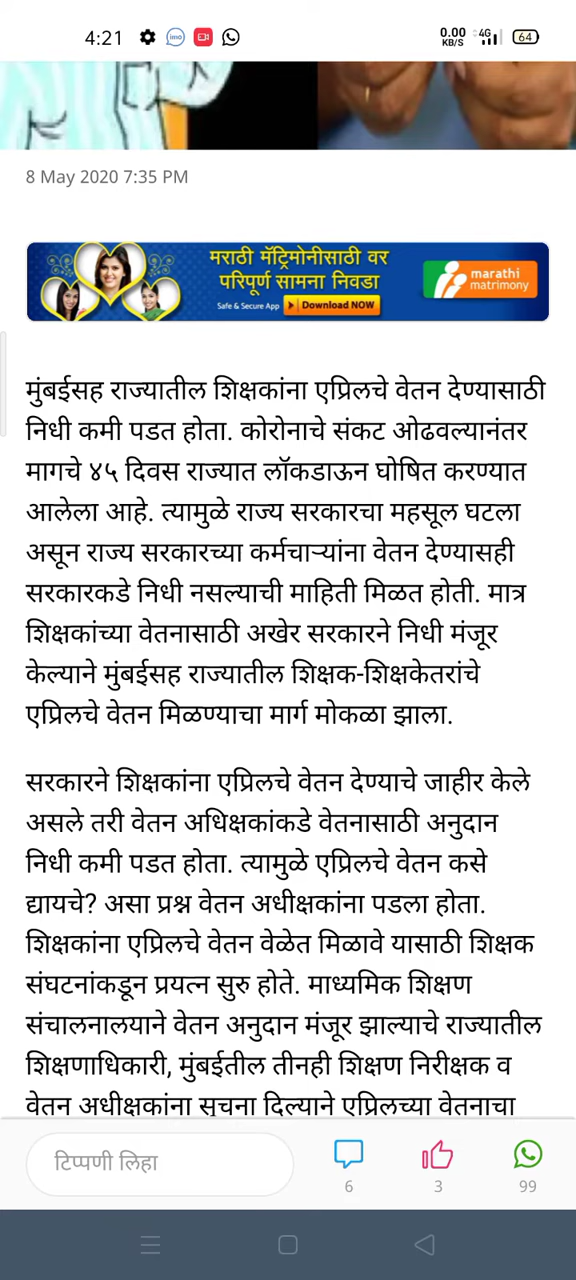 4:21
imo
0.00 KB/S
4G
64
8 May 2020 7:35 PM
मराठी मॅट्रिमोनीसाठी वर
परिपूर्ण सामना निवडा
Safe & Secure App
Download NOW
marathi
matrimony
मुंबईसह राज्यातील शिक्षकांना एप्रिलचे वेतन देण्यासाठी
निधी कमी पडत होता. कोरोनाचे संकट ओढवल्यानंतर
मागचे ४५ दिवस राज्यात लॉकडाऊन घोषित करण्यात
आलेला आहे. त्यामुळे राज्य सरकारचा महसूल घटला
असून राज्य सरकारच्या कर्मचाऱ्यांना वेतन देण्यासही
सरकारकडे निधी नसल्याची माहिती मिळत होती. मात्र
शिक्षकांच्या वेतनासाठी अखेर सरकारने निधी मंजूर
केल्याने मुंबईसह राज्यातील शिक्षक-शिक्षकेतरांचे
एप्रिलचे वेतन मिळण्याचा मार्ग मोकळा झाला.
सरकारने शिक्षकांना एप्रिलचे वेतन देण्याचे जाहीर केले
असले तरी वेतन अधिक्षकांकडे वेतनासाठी अनुदान
निधी कमी पडत होता. त्यामुळे एप्रिलचे वेतन कसे
द्यायचे? असा प्रश्न वेतन अधीक्षकांना पडला होता.
शिक्षकांना एप्रिलचे वेतन वेळेत मिळावे यासाठी शिक्षक
संघटनांकडून प्रयत्न सुरु होते. माध्यमिक शिक्षण
संचालनालयाने वेतन अनुदान मंजूर झाल्याचे राज्यातील
शिक्षणाधिकारी, मुंबईतील तीनही शिक्षण निरीक्षक व
वेतन अधीक्षकांना सूचना दिल्याने एप्रिलच्या वेतनाचा
टिप्पणी लिहा
6
3
99